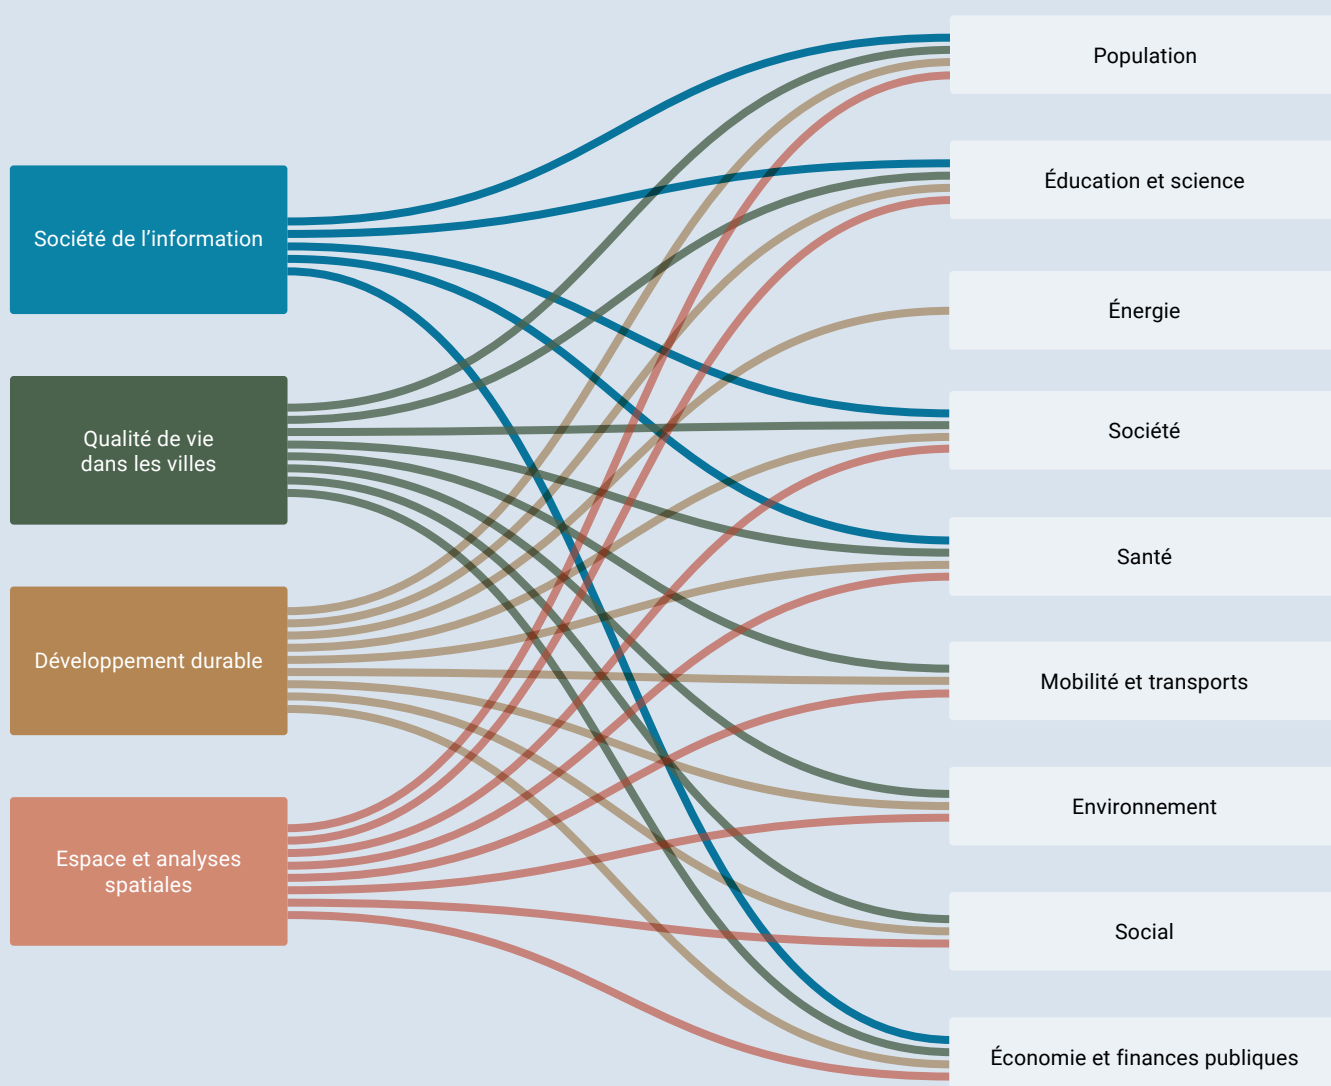 Société de l’information
Qualité de vie
dans les villes
Développement durable
Espace et analyses
spatiales
Population
Éducation et science
Énergie
Société
Santé
Mobilité et transports
Environnement
Social
Économie et finances publiques